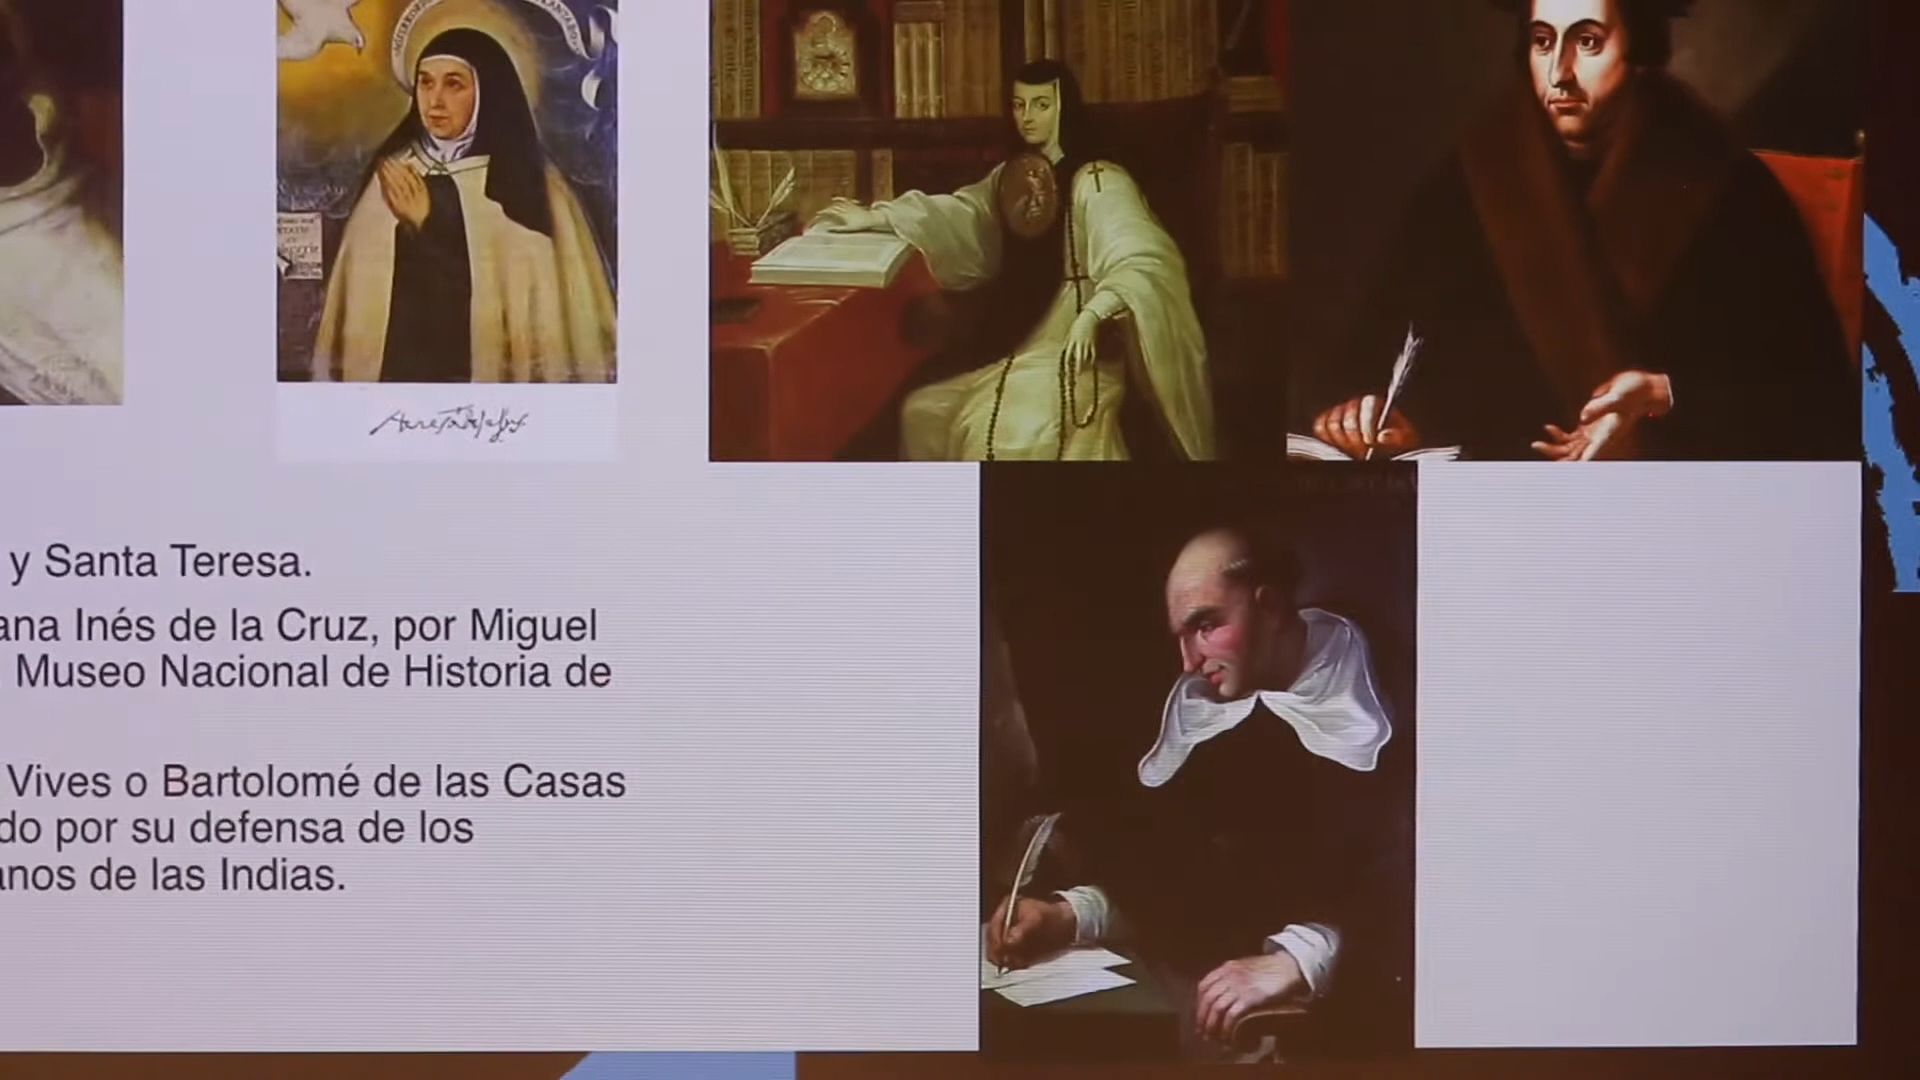 y Santa Teresa.
ana Inés de la Cruz, por Miguel
Museo Nacional de Historia de
Vives o Bartolomé de las Casas
do por su defensa de los
anos de las Indias.